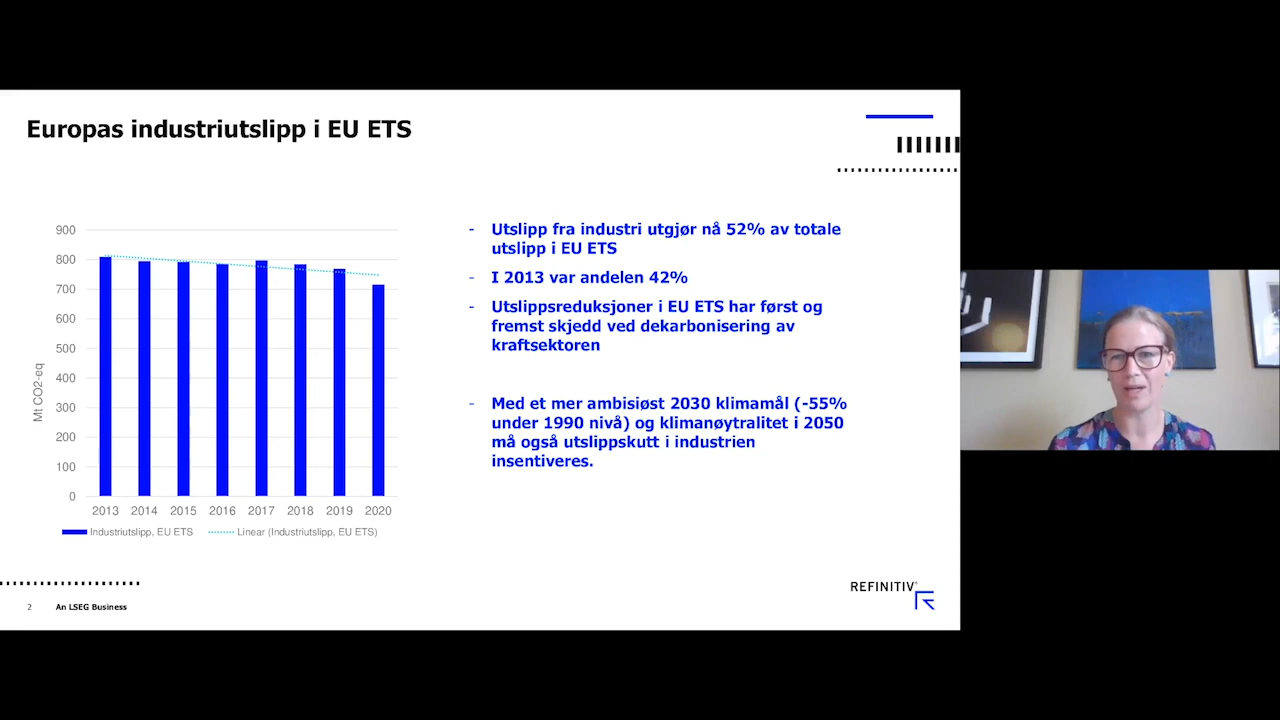 Europas industriutslipp i EU ETS
900
800
700
600
500
400
300
200
100
0
Mt CO2-eq
2013 2014 2015 2016 2017 2018 2019 2020
Industriutslipp, EU ETS Linear (Industriutslipp, EU ETS)
- Utslipp fra industri utgjør nå 52% av totale
utslipp i EU ETS
- I 2013 var andelen 42%
- Utslippsreduksjoner i EU ETS har først og
fremst skjedd ved dekarbonisering av
kraftsektoren
- Med et mer ambisiøst 2030 klimamål (-55%
under 1990 nivå) og klimanøytralitet i 2050
må også utslippskutt i industrien
insentiveres.
2 An LSEG Business
REFINITIV